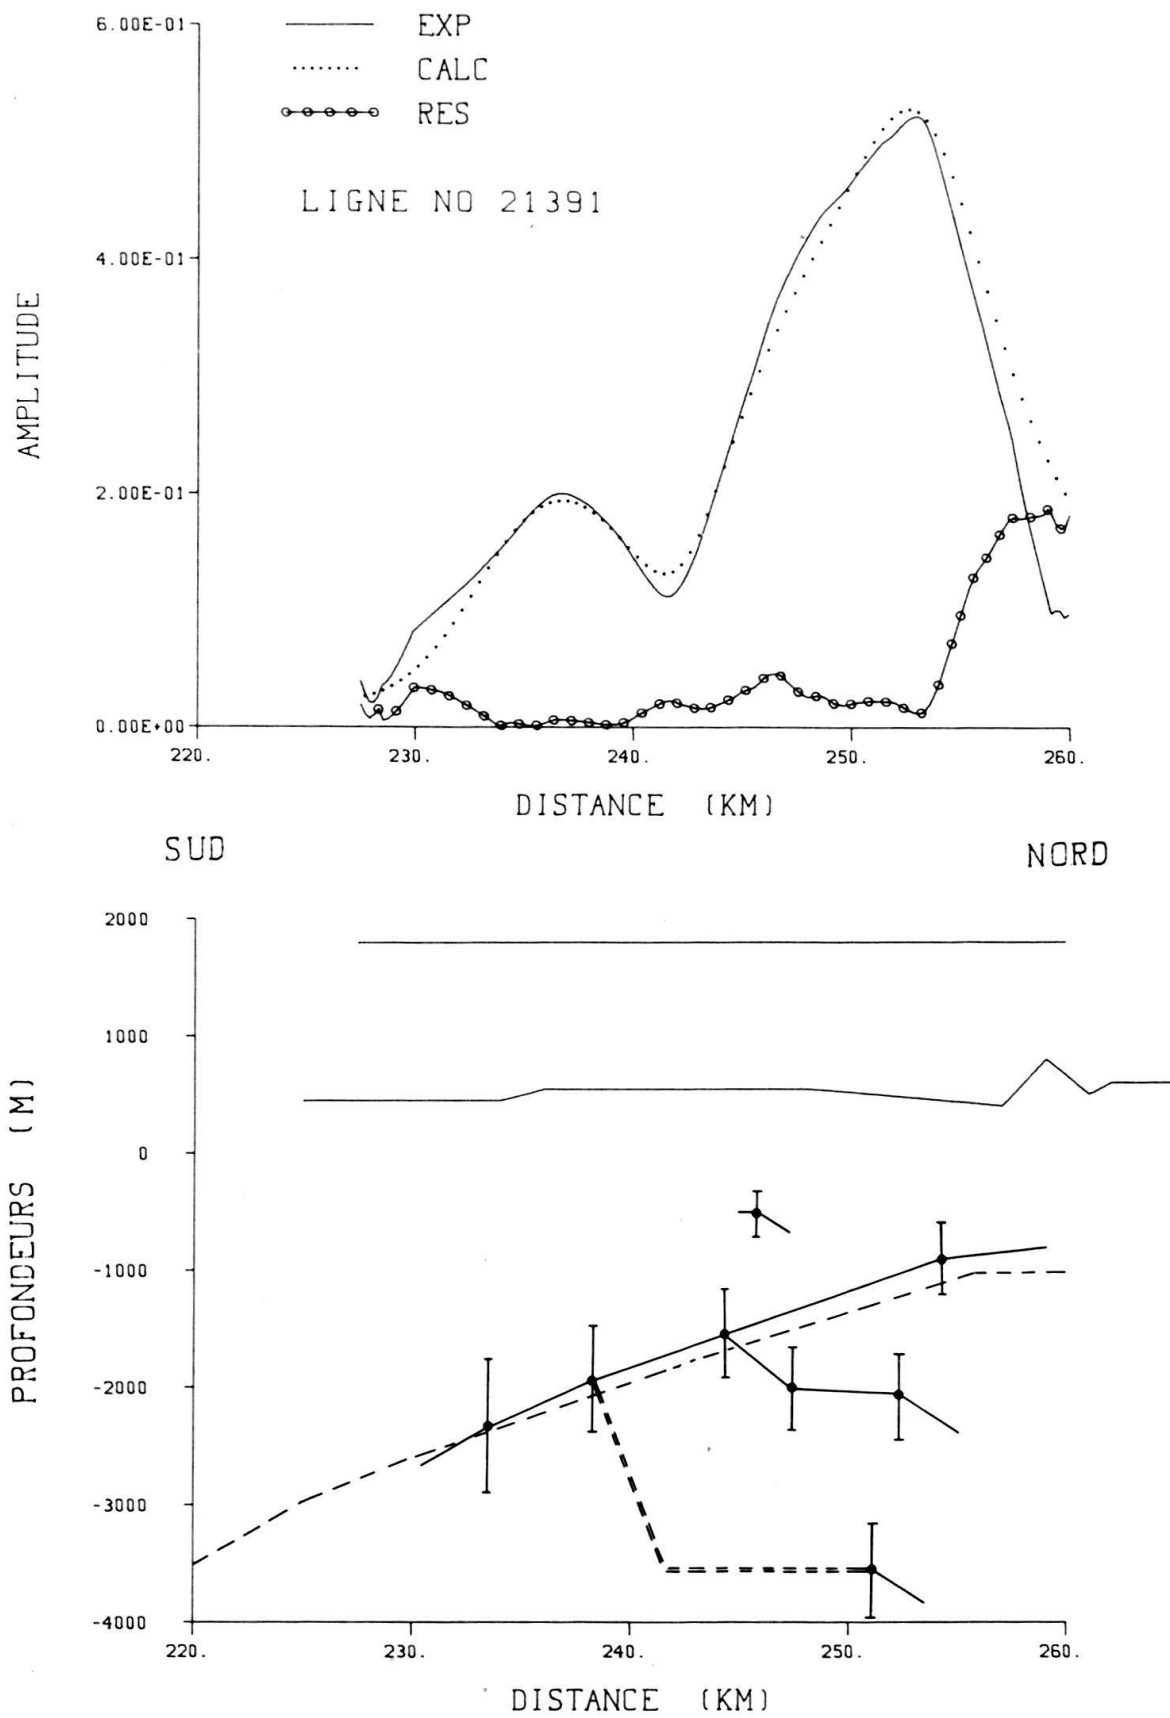 6.00E-01
EXP
CALC
RES
LIGNE NO 21391
4.00E-01
AMPLITUDE
2.00E-01
0.00E+00
220. 230. 240. 250. 260.
DISTANCE (KM)
SUD NORD
2000
1000
0
PROFONDEURS (M)
-1000
-2000
-3000
-4000
220. 230. 240. 250. 260.
DISTANCE (KM)